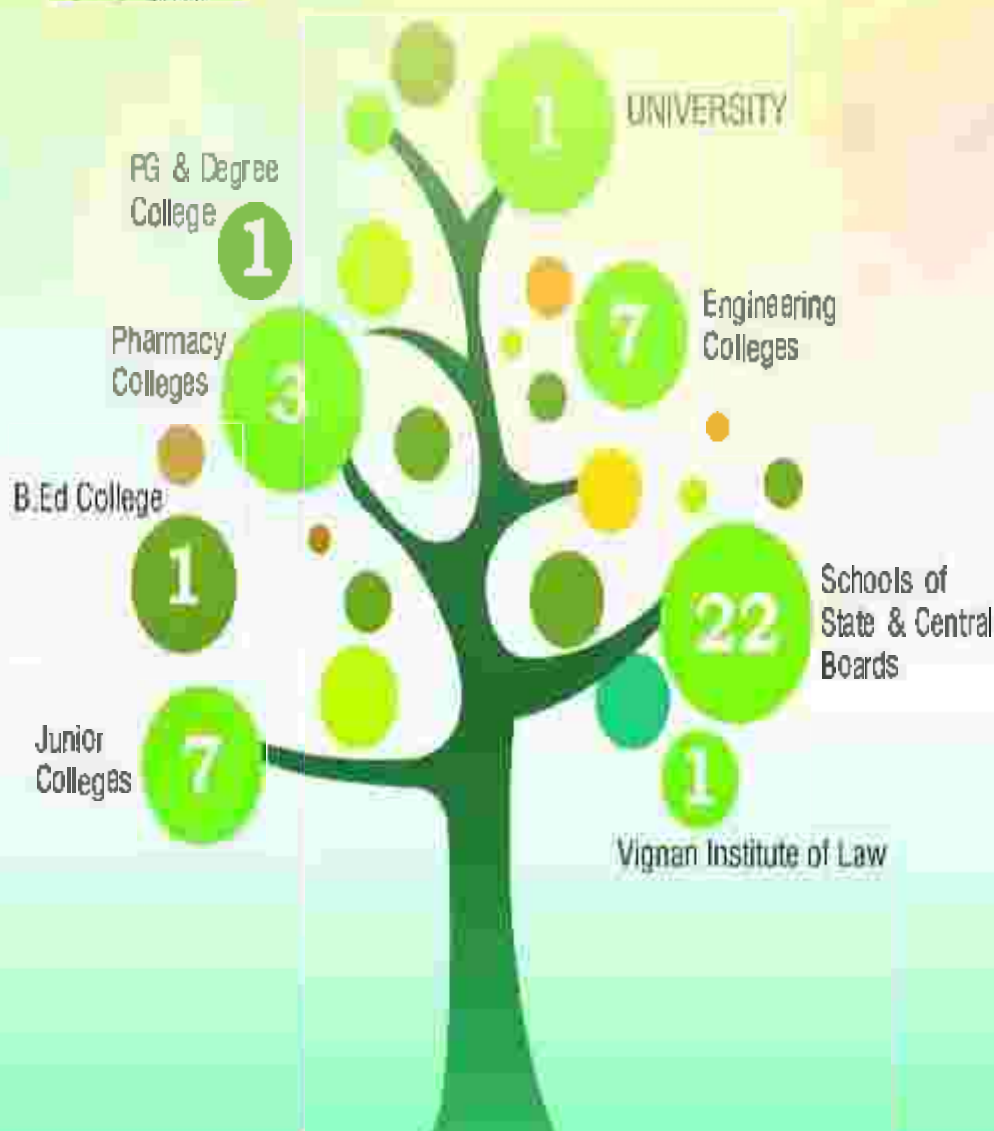 1
UNIVERSITY
PG & Degree
College
1
Pharmacy
Colleges
3
7
Engineering
Colleges
B.Ed College
1
22
Schools of
State & Central
Boards
Junior
Colleges
7
1
Vignan Institute of Law